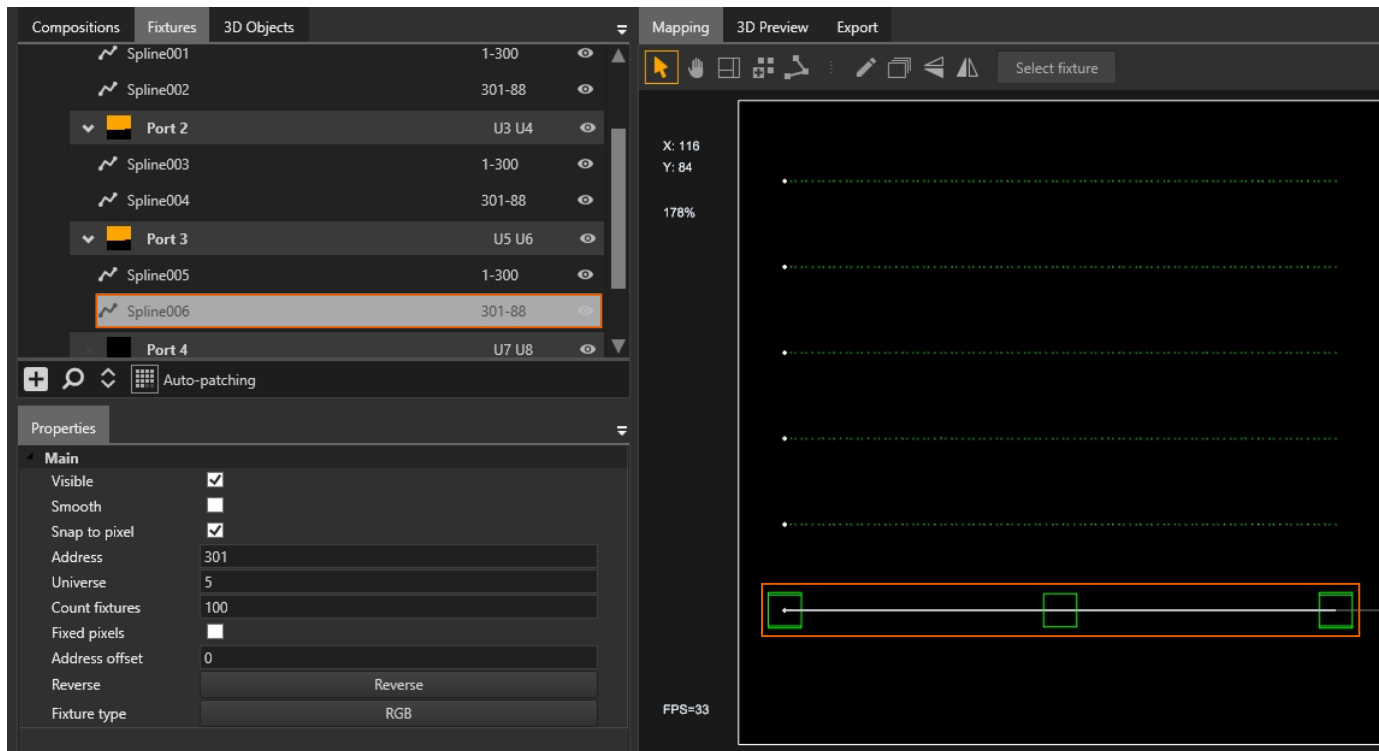 Compositions Fixtures 3D Objects
Spline001 1-300
Spline002 301-88
Port 2 U3 U4
Spline003 1-300
Spline004 301-88
Port 3 U5 U6
Spline005 1-300
Spline006 301-88
Port 4 U7 U8
Auto-patching
Properties
Main
Visible
Smooth
Snap to pixel
Address 301
Universe 5
Count fixtures 100
Fixed pixels
Address offset 0
Reverse Reverse
Fixture type RGB
Mapping 3D Preview Export
Select fixture
X: 116
Y: 84
178%
FPS=33